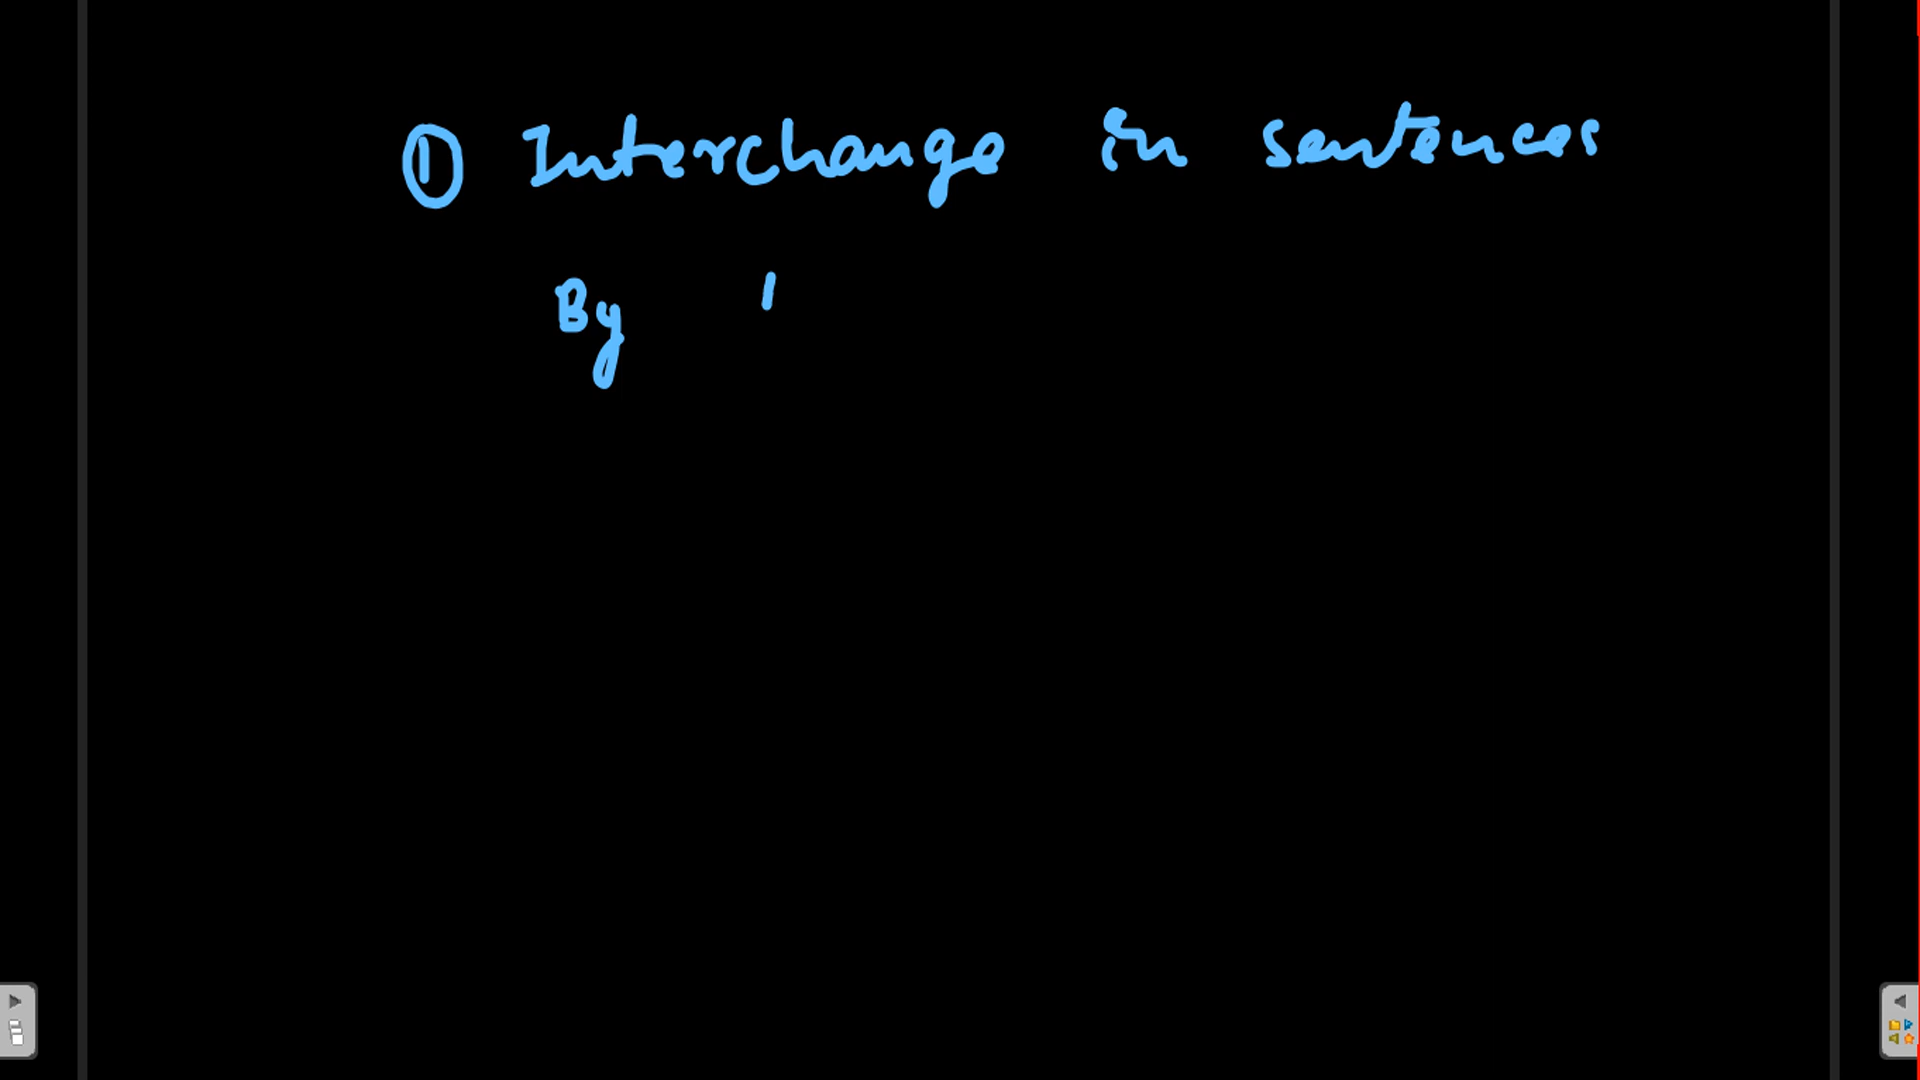 ① Interchange in sentences
By